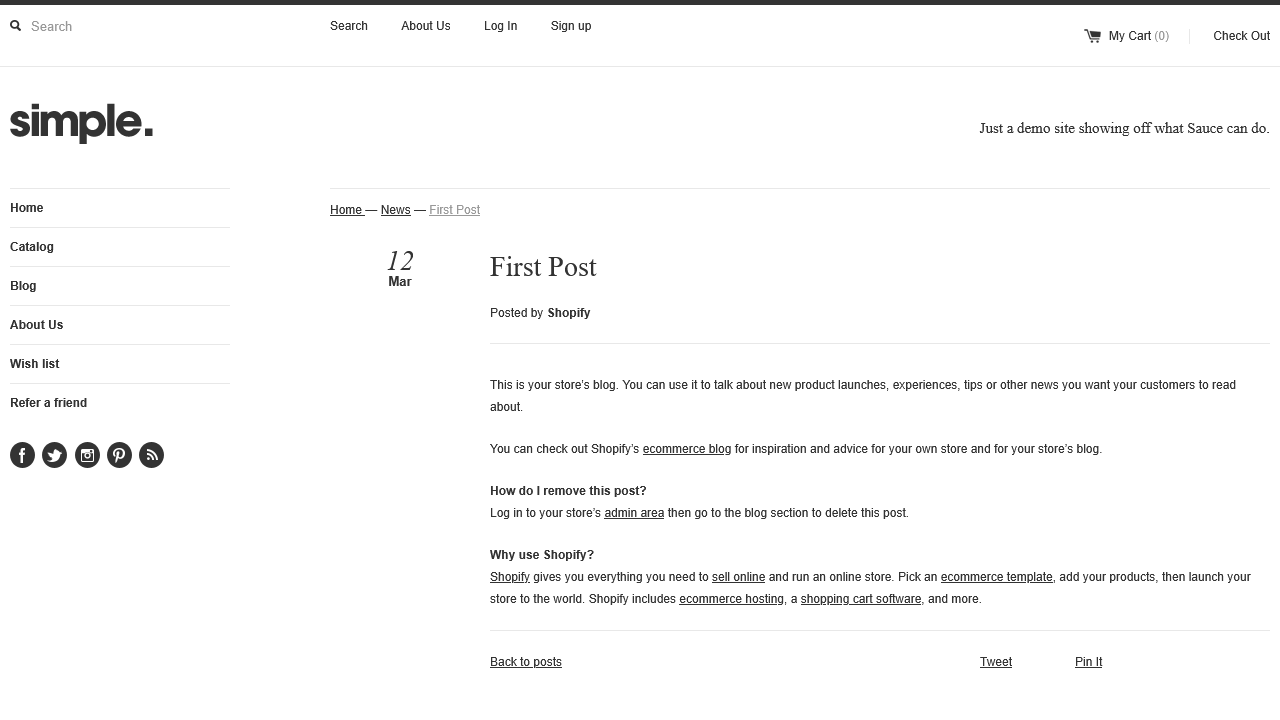 Search
Search
About Us
Log In
Sign up
My Cart (0)
Check Out
simple.
Just a demo site showing off what Sauce can do.
Home
Catalog
Blog
About Us
Wish list
Refer a friend
Home — News — First Post
12
Mar
First Post
Posted by Shopify
This is your store’s blog. You can use it to talk about new product launches, experiences, tips or other news you want your customers to read
about.
You can check out Shopify’s ecommerce blog for inspiration and advice for your own store and for your store’s blog.
How do I remove this post?
Log in to your store’s admin area then go to the blog section to delete this post.
Why use Shopify?
Shopify gives you everything you need to sell online and run an online store. Pick an ecommerce template, add your products, then launch your
store to the world. Shopify includes ecommerce hosting, a shopping cart software, and more.
Back to posts
Tweet
Pin It